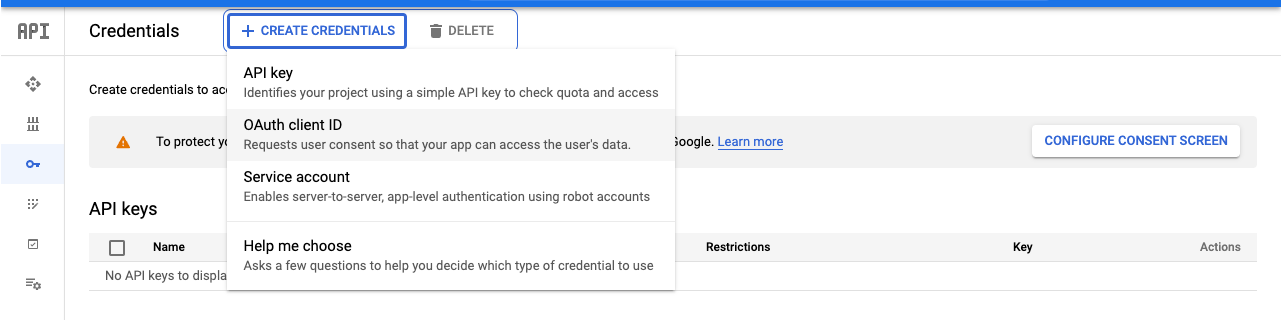 API Credentials + CREATE CREDENTIALS DELETE
API key
Identifies your project using a simple API key to check quota and access
Create credentials to acc
OAuth client ID
Requests user consent so that your app can access the user's data.
To protect yo
Google. Learn more
CONFIGURE CONSENT SCREEN
Service account
Enables server-to-server, app-level authentication using robot accounts
API keys
Help me choose
Asks a few questions to help you decide which type of credential to use
Name Restrictions Key Actions
No API keys to displa